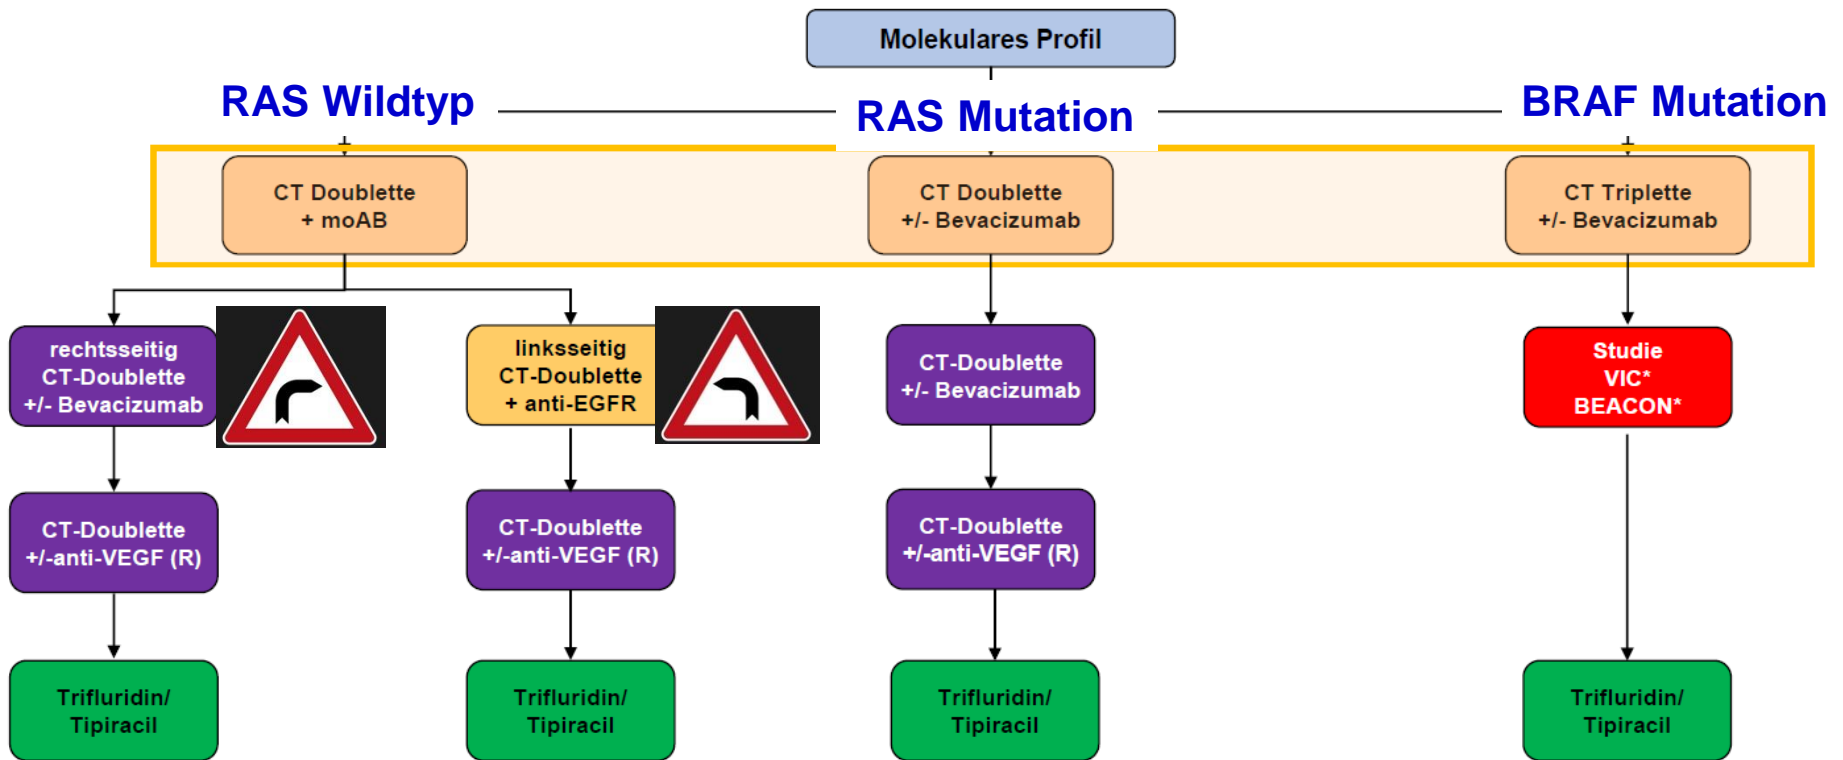 Molekulares Profil
RAS Wildtyp
RAS Mutation
BRAF Mutation
CT Doublette
+ moAB
CT Doublette
+/- Bevacizumab
CT Triplette
+/- Bevacizumab
rechtsseitig
CT-Doublette
+/- Bevacizumab
linksseitig
CT-Doublette
+ anti-EGFR
CT-Doublette
+/- Bevacizumab
Studie
VIC*
BEACON*
CT-Doublette
+/-anti-VEGF (R)
CT-Doublette
+/-anti-VEGF (R)
CT-Doublette
+/-anti-VEGF (R)
Trifluridin/
Tipiracil
Trifluridin/
Tipiracil
Trifluridin/
Tipiracil
Trifluridin/
Tipiracil